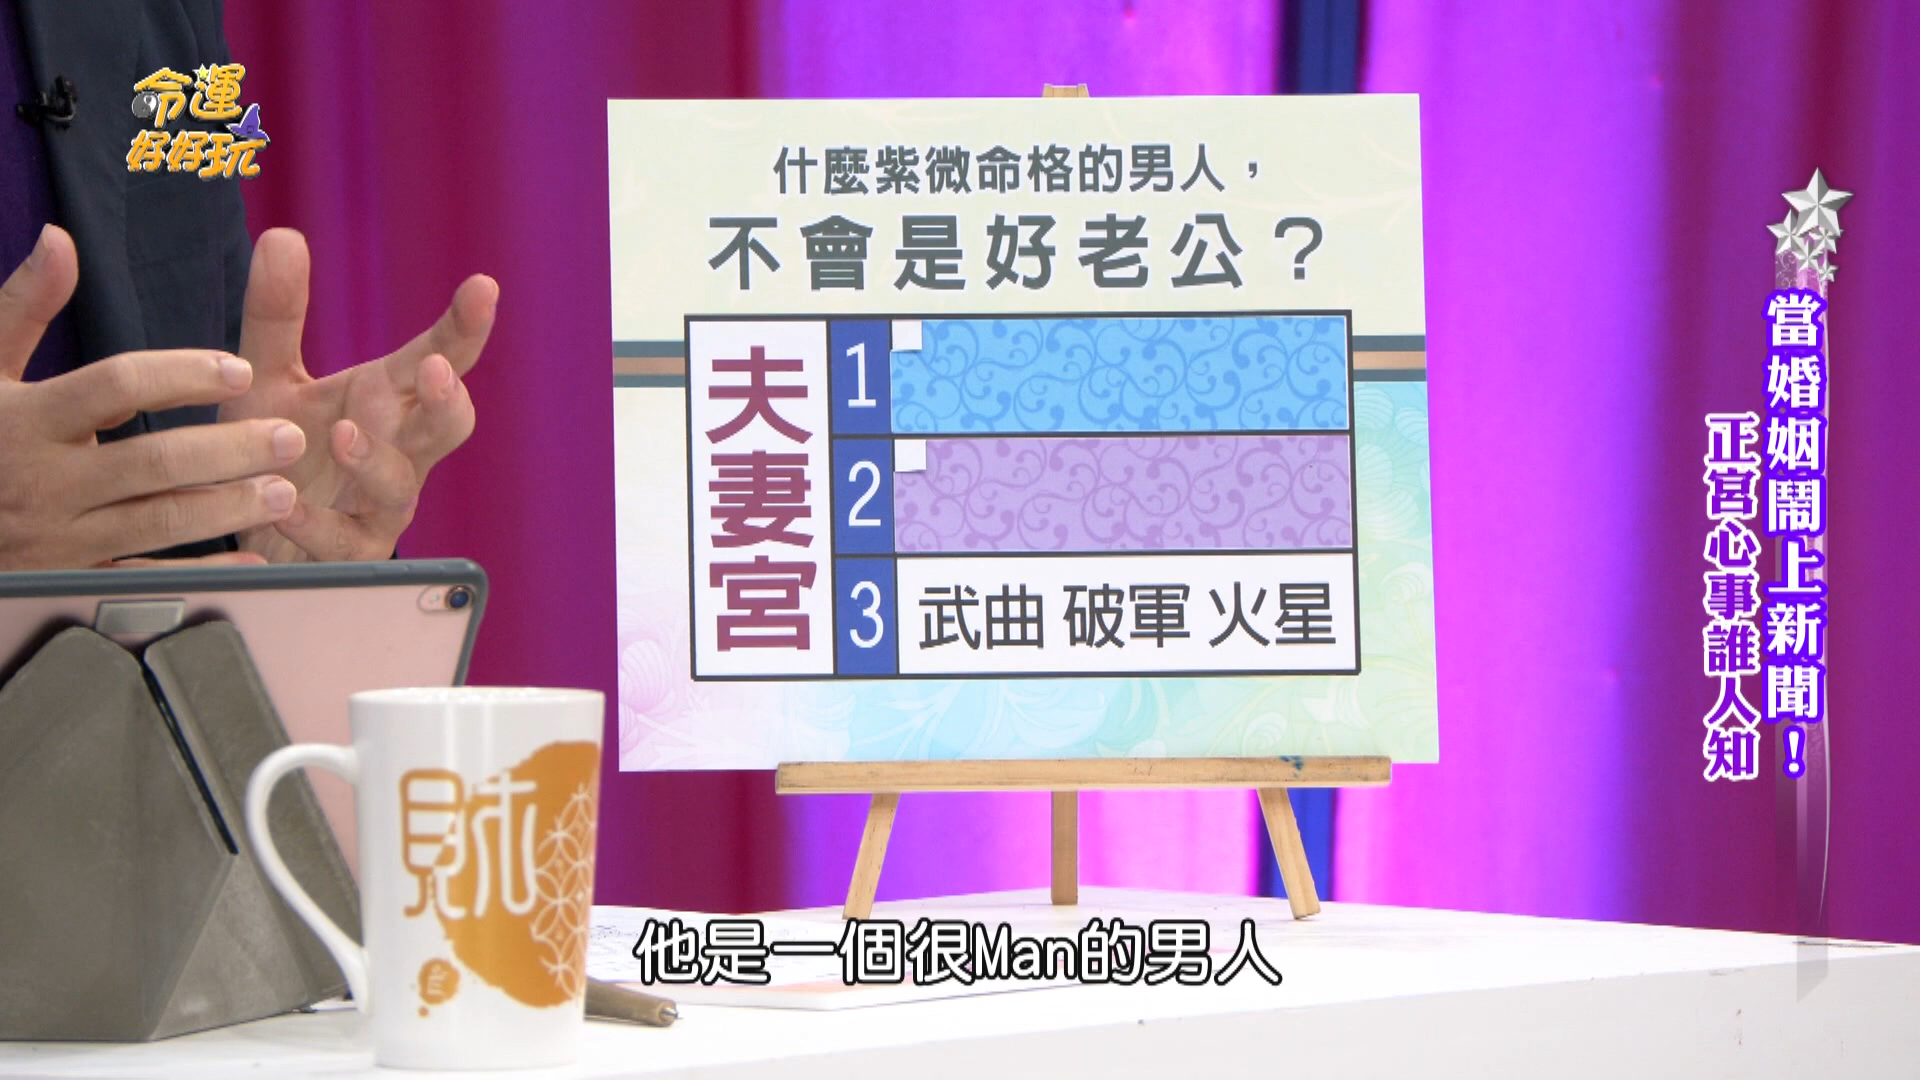 命運
好好玩
什麼紫微命格的男人，
不會是好老公？
夫妻宮
1
2
3 武曲 破軍 火星
當婚姻鬧上新聞！
正宮心事誰人知
財
他是一個很Man的男人